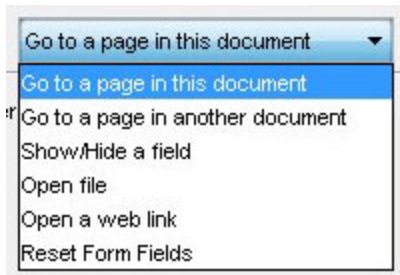 Go to a page in this document
Go to a page in this document
Go to a page in another document
Show/Hide a field
Open file
Open a web link
Reset Form Fields